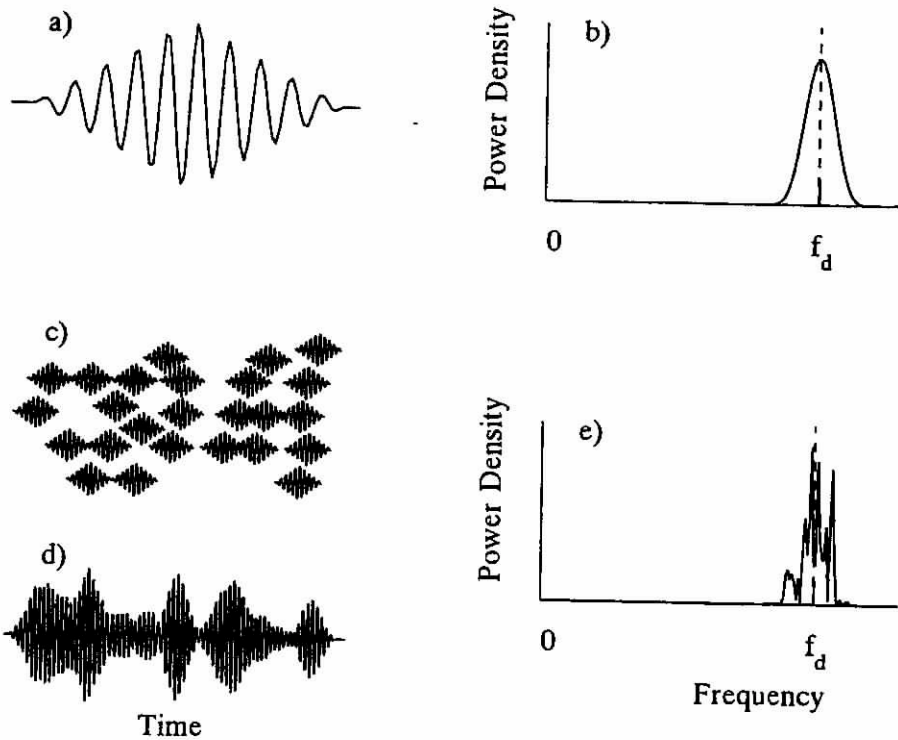 a)
b)
Power Density
0
f_d
c)
d)
Time
e)
Power Density
0
f_d
Frequency